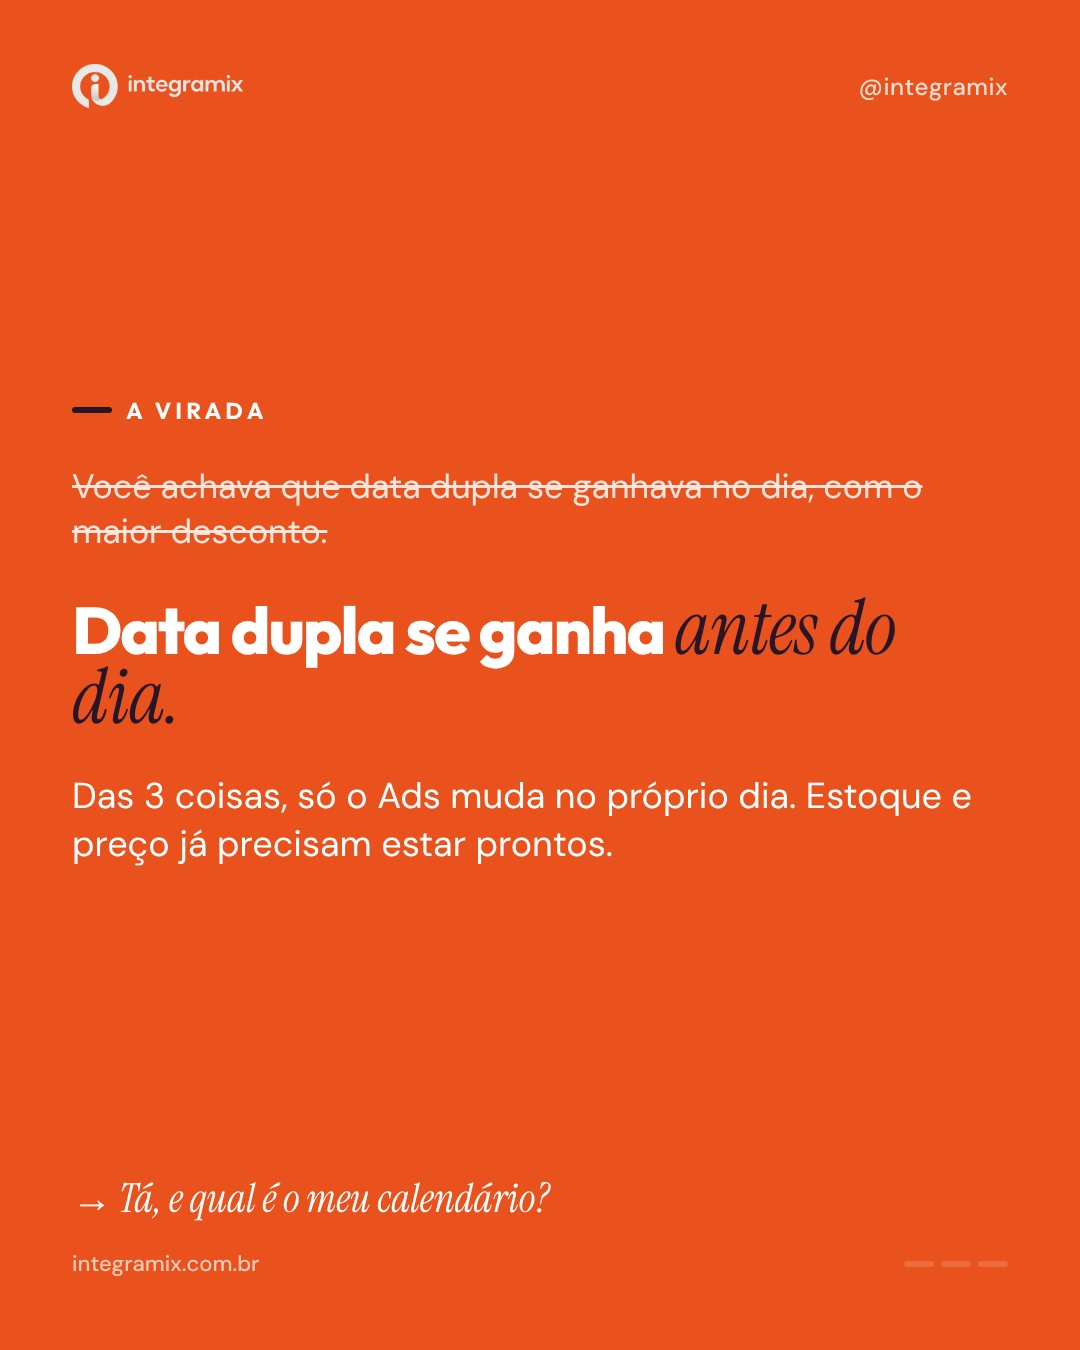 integramix
@integramix
A VIRADA
Você achava que data dupla se ganhava no dia, com o
maior desconto.
Data dupla se ganha antes do
dia.
Das 3 coisas, só o Ads muda no próprio dia. Estoque e
preço já precisam estar prontos.
→ Tá, e qual é o meu calendário?
integramix.com.br